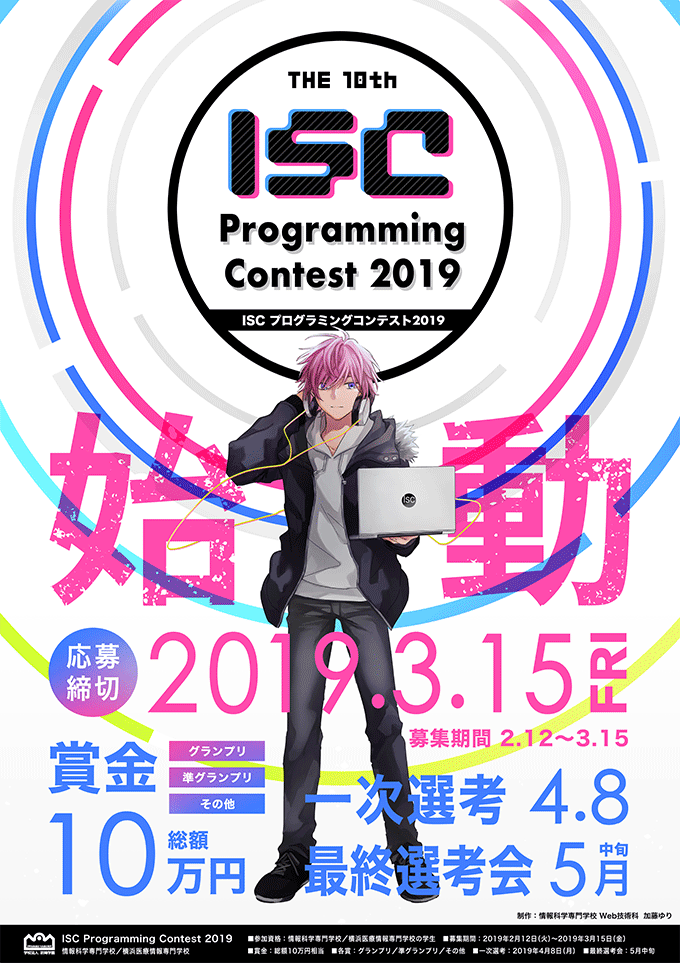 THE 10th
ISC
Programming
Contest 2019
ISC プログラミングコンテスト2019
ISC
始動
応募
締切
2019.3.15 FRI
募集期間 2.12〜3.15
賞金
グランプリ
準グランプリ
その他
総額
10万円
一次選考 4.8
最終選考会 5月
中旬
制作：情報科学専門学校 Web技術科 加藤ゆり
ISC Programming Contest 2019
情報科学専門学校／横浜医療情報専門学校
■参加資格：情報科学専門学校／横浜医療情報専門学校の学生 ■募集期間：2019年2月12日(火)〜2019年3月15日(金)
■賞金：総額10万円相当 ■各賞：グランプリ／準グランプリ／その他 ■一次選考：2019年4月8日(月) ■最終選考会：5月中旬